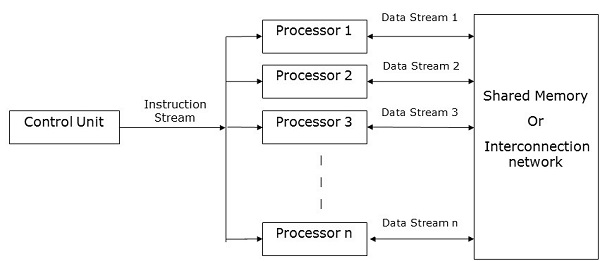 Processor 1
Data Stream 1
Processor 2
Data Stream 2
Shared Memory
Or
Interconnection
network
Instruction
Stream
Control Unit
Processor 3
Data Stream 3
Processor n
Data Stream n